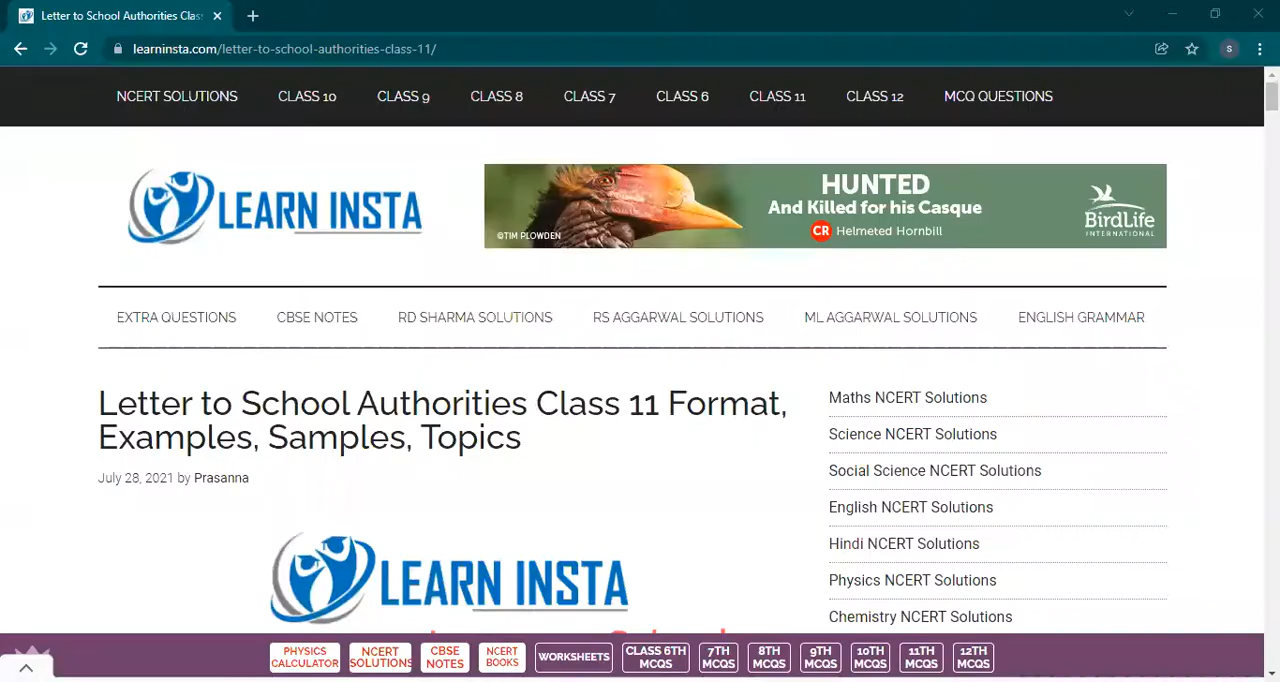 Letter to School Authorities Clas
learninsta.com/letter-to-school-authorities-class-11/
S
NCERT SOLUTIONS CLASS 10 CLASS 9 CLASS 8 CLASS 7 CLASS 6 CLASS 11 CLASS 12 MCQ QUESTIONS
LEARN INSTA
HUNTED
And Killed for his Casque
CR Helmeted Hornbill
©TIM PLOWDEN
BirdLife
INTERNATIONAL
EXTRA QUESTIONS CBSE NOTES RD SHARMA SOLUTIONS RS AGGARWAL SOLUTIONS ML AGGARWAL SOLUTIONS ENGLISH GRAMMAR
Letter to School Authorities Class 11 Format,
Examples, Samples, Topics
July 28, 2021 by Prasanna
LEARN INSTA
Maths NCERT Solutions
Science NCERT Solutions
Social Science NCERT Solutions
English NCERT Solutions
Hindi NCERT Solutions
Physics NCERT Solutions
Chemistry NCERT Solutions
PHYSICS
CALCULATOR
NCERT
SOLUTIONS
CBSE
NOTES
NCERT
BOOKS
WORKSHEETS
CLASS 6TH
MCQS
7TH
MCQS
8TH
MCQS
9TH
MCQS
10TH
MCQS
11TH
MCQS
12TH
MCQS